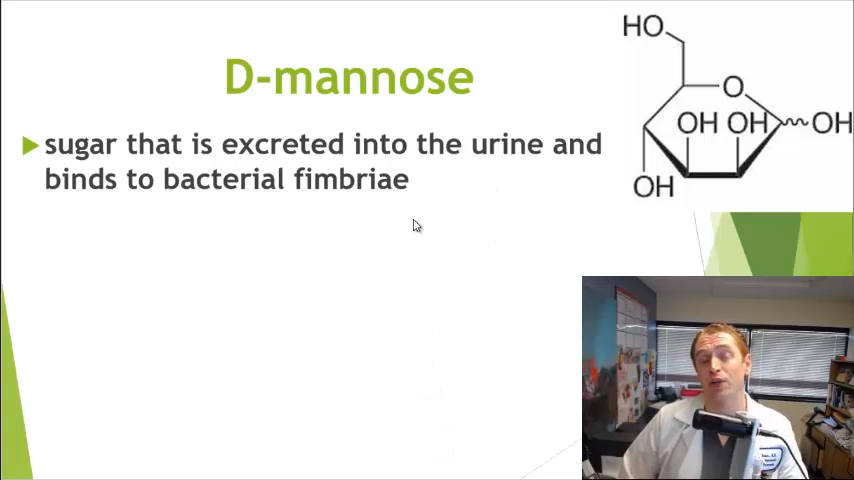 D-mannose
sugar that is excreted into the urine and
binds to bacterial fimbriae
HO
O
OH OH OH
OH